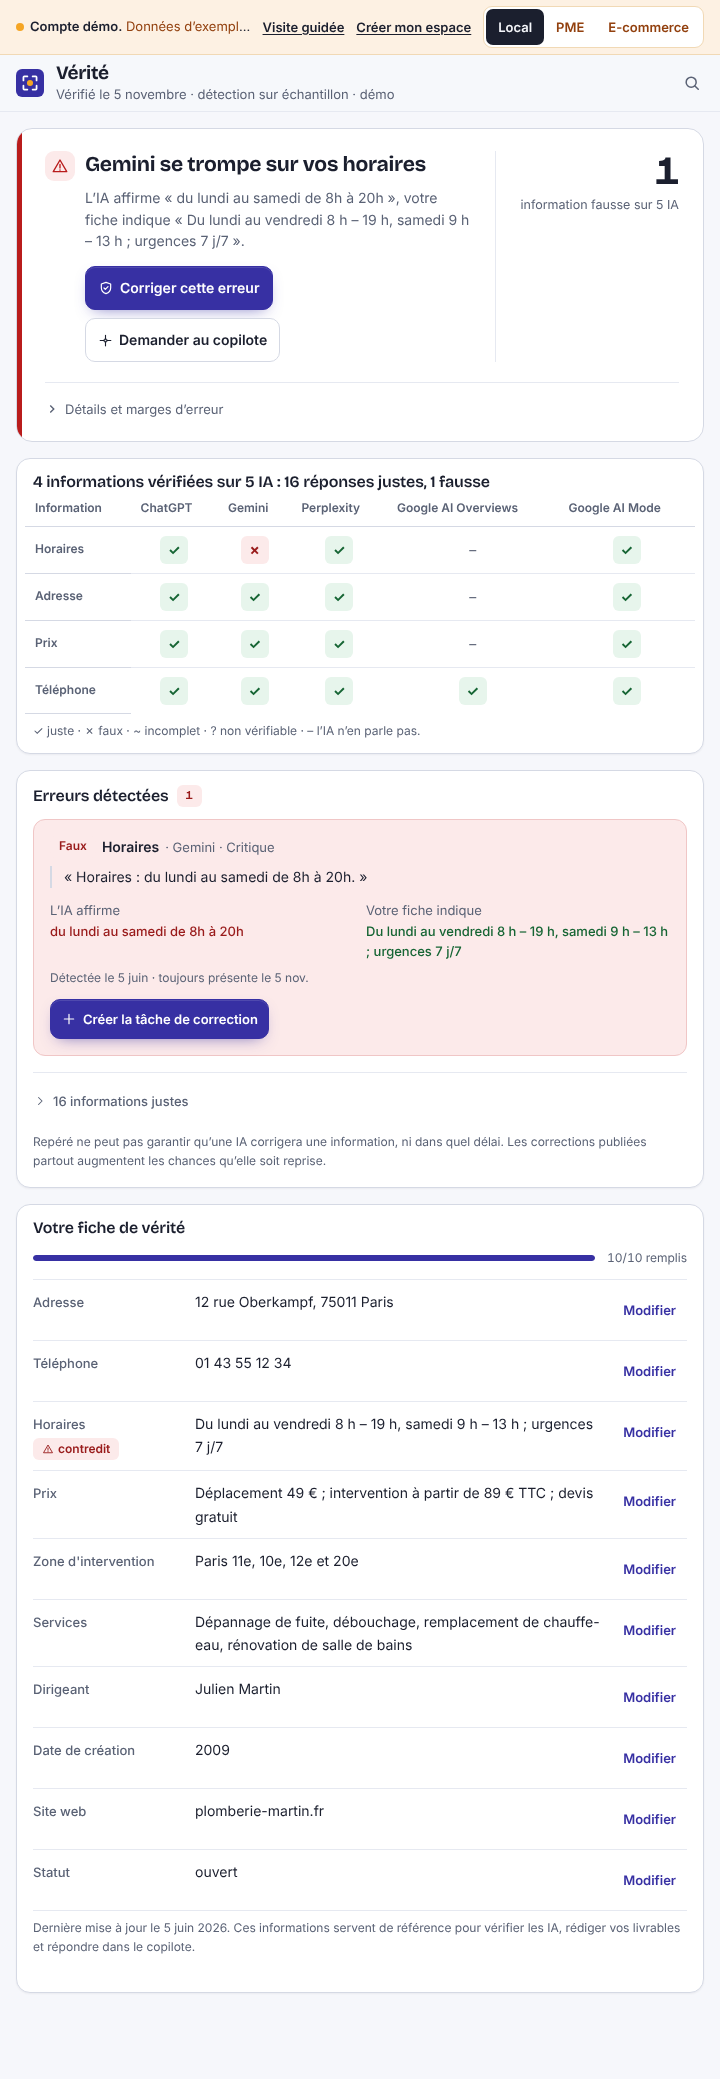 Compte démo. Données d'exempl... Visite guidée Créer mon espace Local PME E-commerce
Vérité
Vérifié le 5 novembre · détection sur échantillon · démo
Gemini se trompe sur vos horaires
L'IA affirme « du lundi au samedi de 8h à 20h », votre
fiche indique « Du lundi au vendredi 8 h – 19 h, samedi 9 h
– 13 h ; urgences 7 j/7 ».
Corriger cette erreur
Demander au copilote
1
information fausse sur 5 IA
Détails et marges d'erreur
4 informations vérifiées sur 5 IA : 16 réponses justes, 1 fausse
Information ChatGPT Gemini Perplexity Google AI Overviews Google AI Mode
Horaires ✓ ✕ ✓ – ✓
Adresse ✓ ✓ ✓ – ✓
Prix ✓ ✓ ✓ – ✓
Téléphone ✓ ✓ ✓ ✓ ✓
✓ juste · ✕ faux · ~ incomplet · ? non vérifiable · – l'IA n'en parle pas.
Erreurs détectées 1
Faux Horaires · Gemini · Critique
« Horaires : du lundi au samedi de 8h à 20h. »
L'IA affirme
du lundi au samedi de 8h à 20h
Votre fiche indique
Du lundi au vendredi 8 h – 19 h, samedi 9 h – 13 h
; urgences 7 j/7
Détectée le 5 juin · toujours présente le 5 nov.
Créer la tâche de correction
16 informations justes
Repéré ne peut pas garantir qu'une IA corrigera une information, ni dans quel délai. Les corrections publiées
partout augmentent les chances qu'elle soit reprise.
Votre fiche de vérité
10/10 remplis
Adresse 12 rue Oberkampf, 75011 Paris Modifier
Téléphone 01 43 55 12 34 Modifier
Horaires Du lundi au vendredi 8 h – 19 h, samedi 9 h – 13 h ; urgences Modifier
contredit 7 j/7
Prix Déplacement 49 € ; intervention à partir de 89 € TTC ; devis Modifier
gratuit
Zone d'intervention Paris 11e, 10e, 12e et 20e Modifier
Services Dépannage de fuite, débouchage, remplacement de chauffe- Modifier
eau, rénovation de salle de bains
Dirigeant Julien Martin Modifier
Date de création 2009 Modifier
Site web plomberie-martin.fr Modifier
Statut ouvert Modifier
Dernière mise à jour le 5 juin 2026. Ces informations servent de référence pour vérifier les IA, rédiger vos livrables
et répondre dans le copilote.